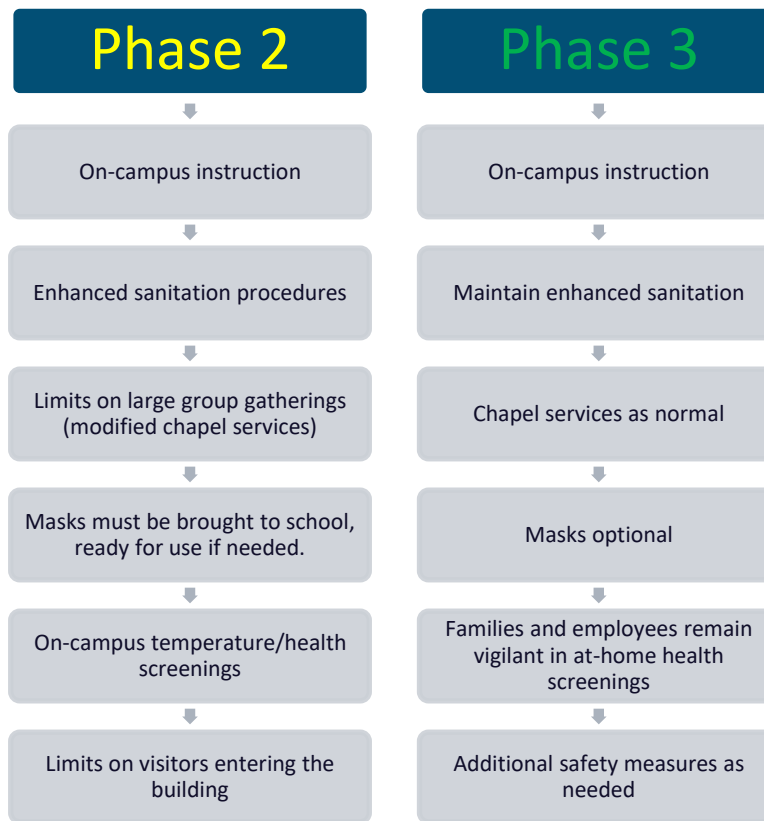 Phase 2
On-campus instruction
Enhanced sanitation procedures
Limits on large group gatherings
(modified chapel services)
Masks must be brought to school,
ready for use if needed.
On-campus temperature/health
screenings
Limits on visitors entering the
building
Phase 3
On-campus instruction
Maintain enhanced sanitation
Chapel services as normal
Masks optional
Families and employees remain
vigilant in at-home health
screenings
Additional safety measures as
needed